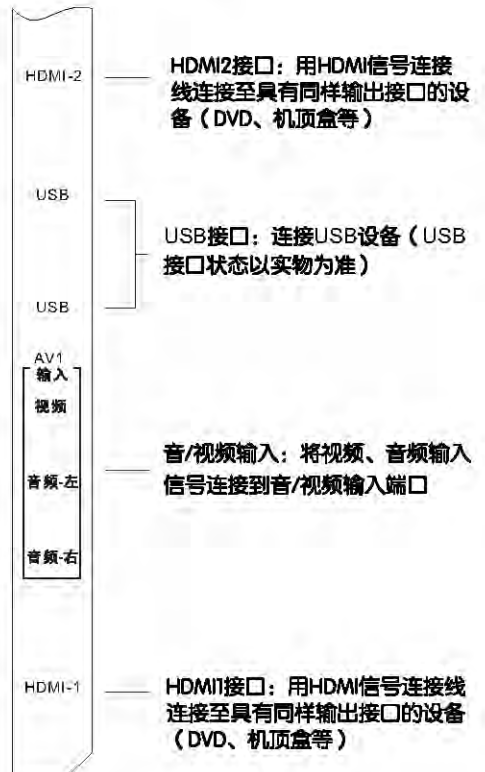 HDMI-2
HDMI2接口：用HDMI信号连接
线连接至具有同样输出接口的设
备（DVD、机顶盒等）
USB
USB接口：连接USB设备（USB
接口状态以实物为准）
USB
AV1
输入
视频
音频-左
音/视频输入：将视频、音频输入
信号连接到音/视频输入端口
音频-右
HDMI-1
HDMI1接口：用HDMI信号连接线
连接至具有同样输出接口的设备
（DVD、机顶盒等）